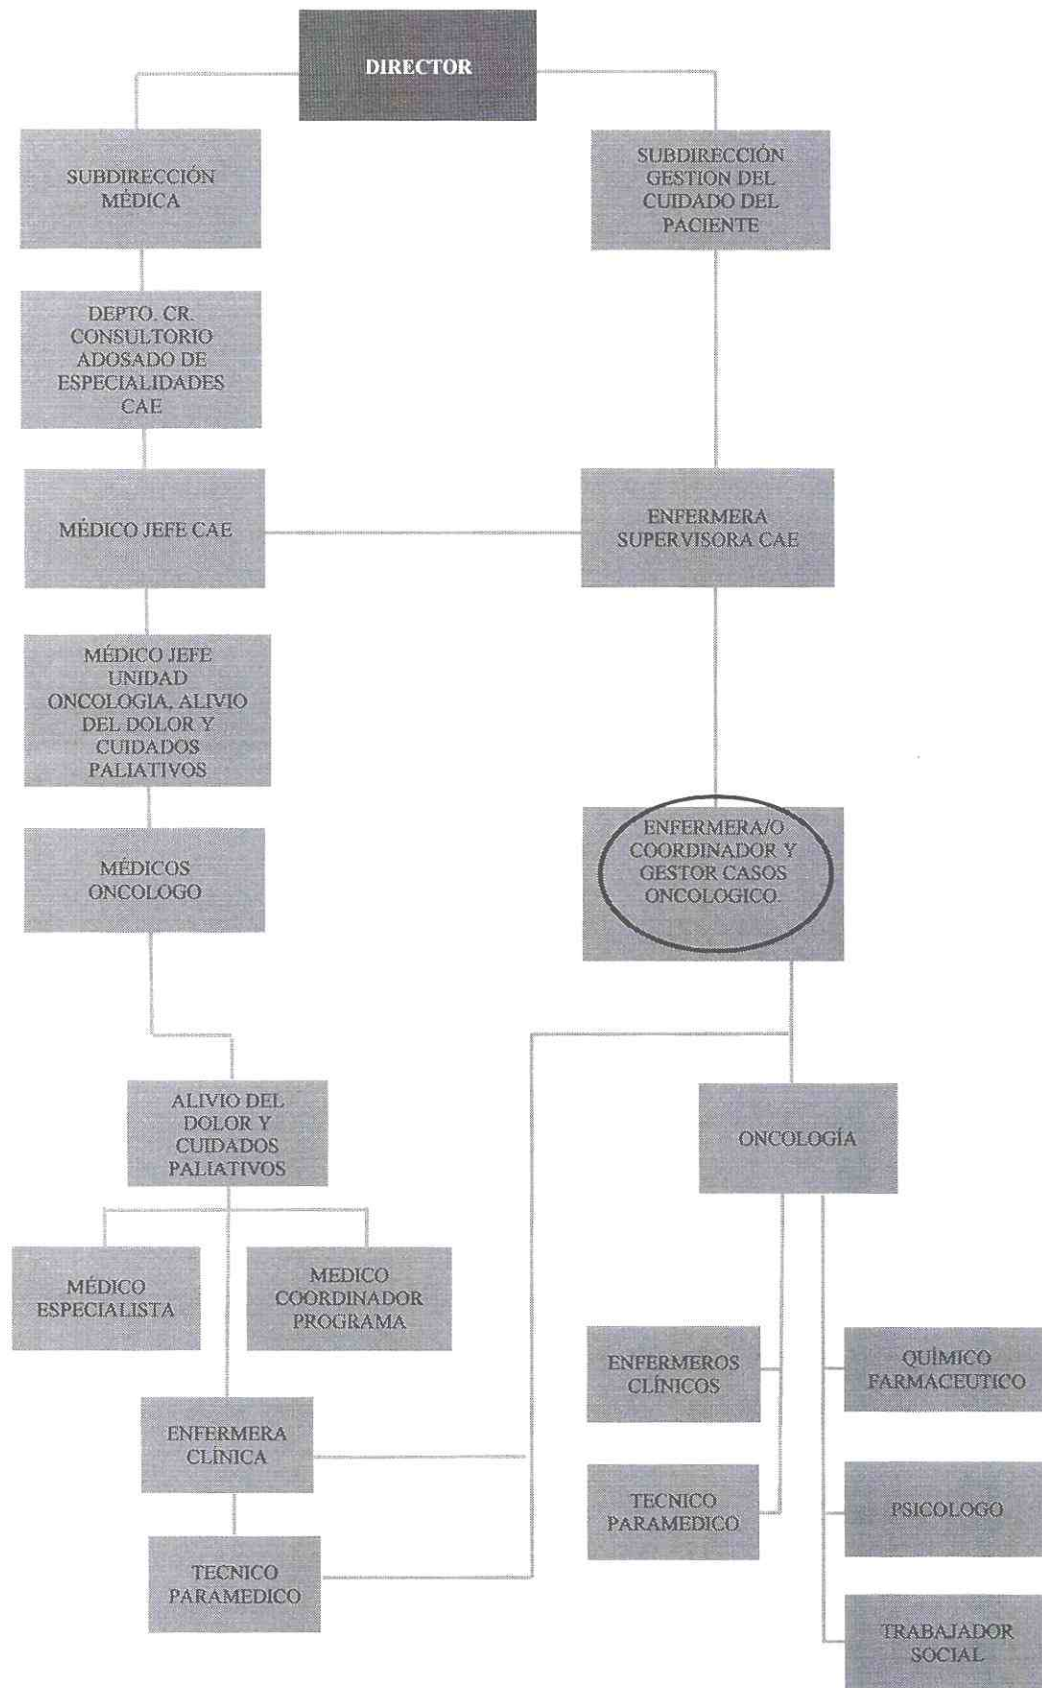 DIRECTOR
SUBDIRECCIÓN
MÉDICA
SUBDIRECCIÓN
GESTION DEL
CUIDADO DEL
PACIENTE
DEPTO. CR.
CONSULTORIO
ADOSADO DE
ESPECIALIDADES
CAE
MÉDICO JEFE CAE
ENFERMERA
SUPERVISORA CAE
MÉDICO JEFE
UNIDAD
ONCOLOGIA, ALIVIO
DEL DOLOR Y
CUIDADOS
PALIATIVOS
ENFERMERA/O
COORDINADOR Y
GESTOR CASOS
ONCOLOGICO.
MÉDICOS
ONCOLOGO
ALIVIO DEL
DOLOR Y
CUIDADOS
PALIATIVOS
ONCOLOGÍA
MÉDICO
ESPECIALISTA
MEDICO
COORDINADOR
PROGRAMA
ENFERMEROS
CLÍNICOS
QUÍMICO
FARMACEUTICO
ENFERMERA
CLÍNICA
TECNICO
PARAMEDICO
PSICOLOGO
TECNICO
PARAMEDICO
TRABAJADOR
SOCIAL